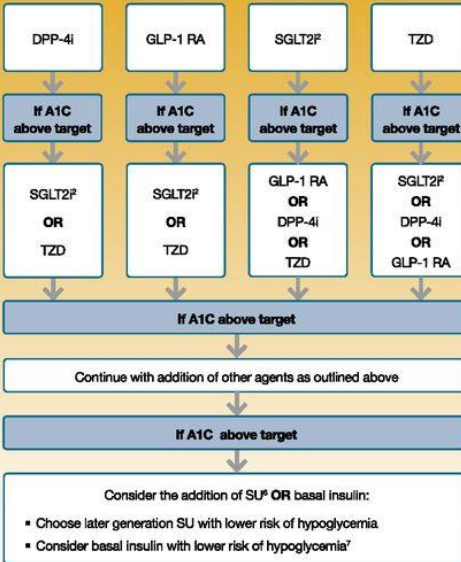 DPP-4i
GLP-1 RA
SGLT2i²
TZD
If A1C
above target
If A1C
above target
If A1C
above target
If A1C
above target
SGLT2i²
OR
TZD
SGLT2i²
OR
TZD
GLP-1 RA
OR
DPP-4i
OR
TZD
SGLT2i²
OR
DPP-4i
OR
GLP-1 RA
If A1C above target
Continue with addition of other agents as outlined above
If A1C above target
Consider the addition of SU⁶ OR basal insulin:
▪ Choose later generation SU with lower risk of hypoglycemia
▪ Consider basal insulin with lower risk of hypoglycemia⁷